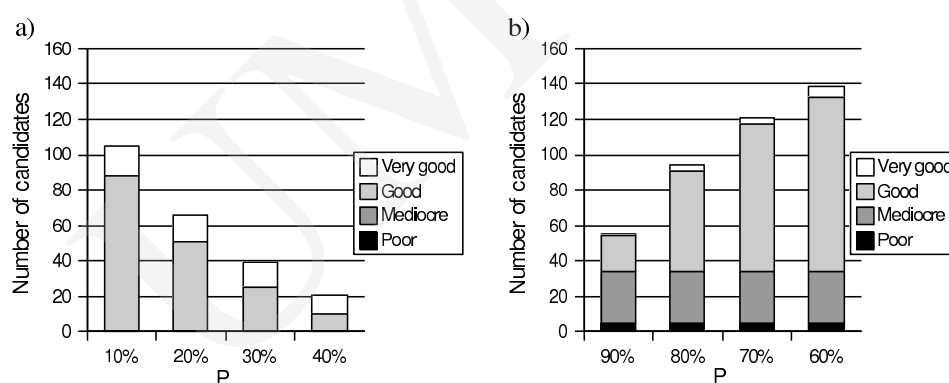 a)
160
140
120
100
80
60
40
20
0
Number of candidates
10% 20% 30% 40%
P
Very good
Good
Mediocre
Poor
b)
160
140
120
100
80
60
40
20
0
Number of candidates
90% 80% 70% 60%
P
Very good
Good
Mediocre
Poor